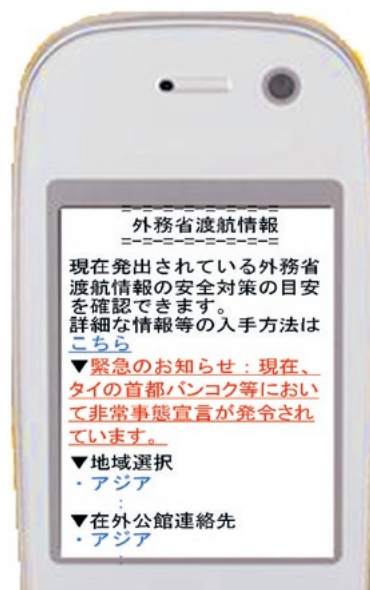 =-=-=-=-=-=-=-=
外務省渡航情報
=-=-=-=-=-=-=-=
現在発出されている外務省
渡航情報の安全対策の目安
を確認できます。
詳細な情報等の入手方法は
こちら
▼緊急のお知らせ：現在、
タイの首都バンコク等におい
て非常事態宣言が発令され
ています。
▼地域選択
・アジア
：
▼在外公館連絡先
・アジア
：